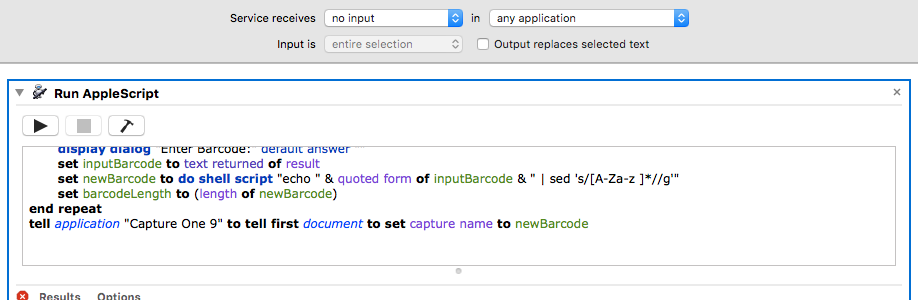 Service receives no input in any application
Input is entire selection Output replaces selected text
Run AppleScript
display dialog "Enter Barcode:" default answer ""
set inputBarcode to text returned of result
set newBarcode to do shell script "echo " & quoted form of inputBarcode & " | sed 's/[A-Za-z ]*//g'"
set barcodeLength to (length of newBarcode)
end repeat
tell application "Capture One 9" to tell first document to set capture name to newBarcode
Results Options